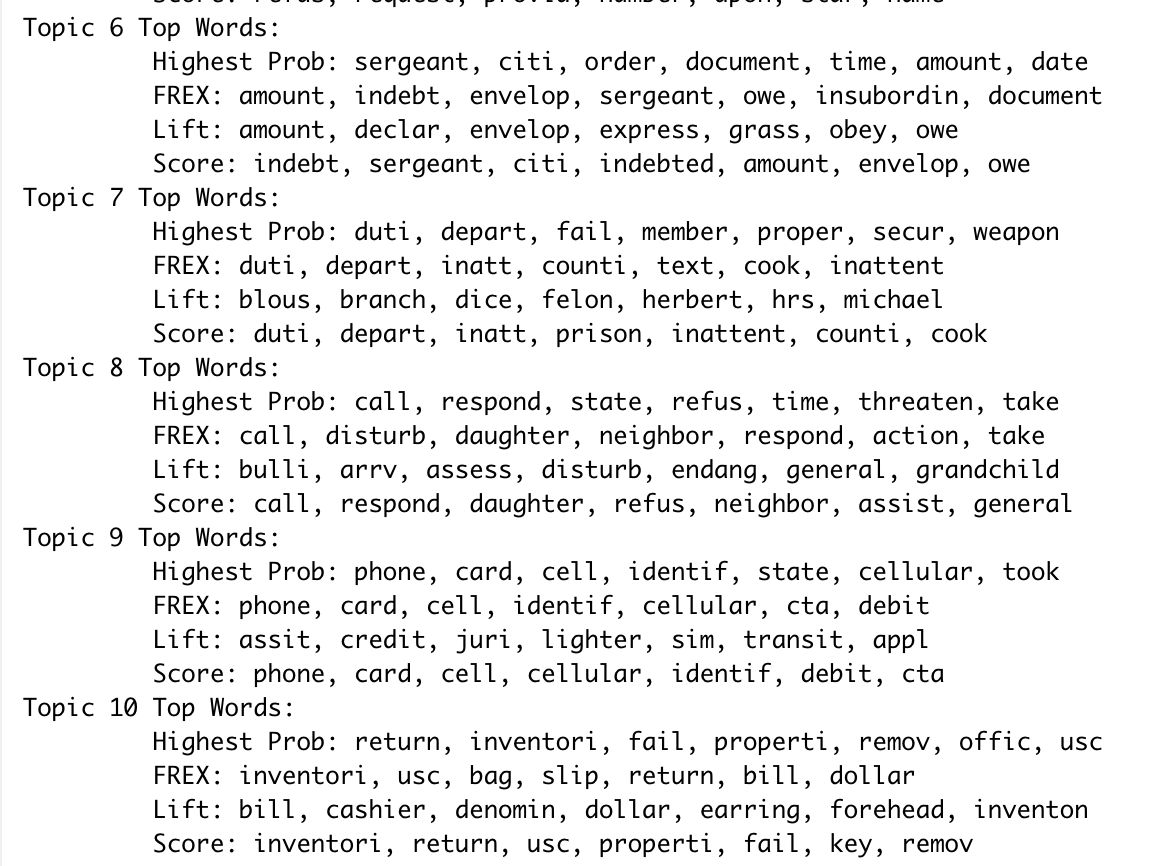 Score: refus, request, provid, number, upon, star, name
Topic 6 Top Words:
Highest Prob: sergeant, citi, order, document, time, amount, date
FREX: amount, indebt, envelop, sergeant, owe, insubordin, document
Lift: amount, declar, envelop, express, grass, obey, owe
Score: indebt, sergeant, citi, indebted, amount, envelop, owe
Topic 7 Top Words:
Highest Prob: duti, depart, fail, member, proper, secur, weapon
FREX: duti, depart, inatt, counti, text, cook, inattent
Lift: blous, branch, dice, felon, herbert, hrs, michael
Score: duti, depart, inatt, prison, inattent, counti, cook
Topic 8 Top Words:
Highest Prob: call, respond, state, refus, time, threaten, take
FREX: call, disturb, daughter, neighbor, respond, action, take
Lift: bulli, arrv, assess, disturb, endang, general, grandchild
Score: call, respond, daughter, refus, neighbor, assist, general
Topic 9 Top Words:
Highest Prob: phone, card, cell, identif, state, cellular, took
FREX: phone, card, cell, identif, cellular, cta, debit
Lift: assit, credit, juri, lighter, sim, transit, appl
Score: phone, card, cell, cellular, identif, debit, cta
Topic 10 Top Words:
Highest Prob: return, inventori, fail, properti, remov, offic, usc
FREX: inventori, usc, bag, slip, return, bill, dollar
Lift: bill, cashier, denomin, dollar, earring, forehead, inventon
Score: inventori, return, usc, properti, fail, key, remov